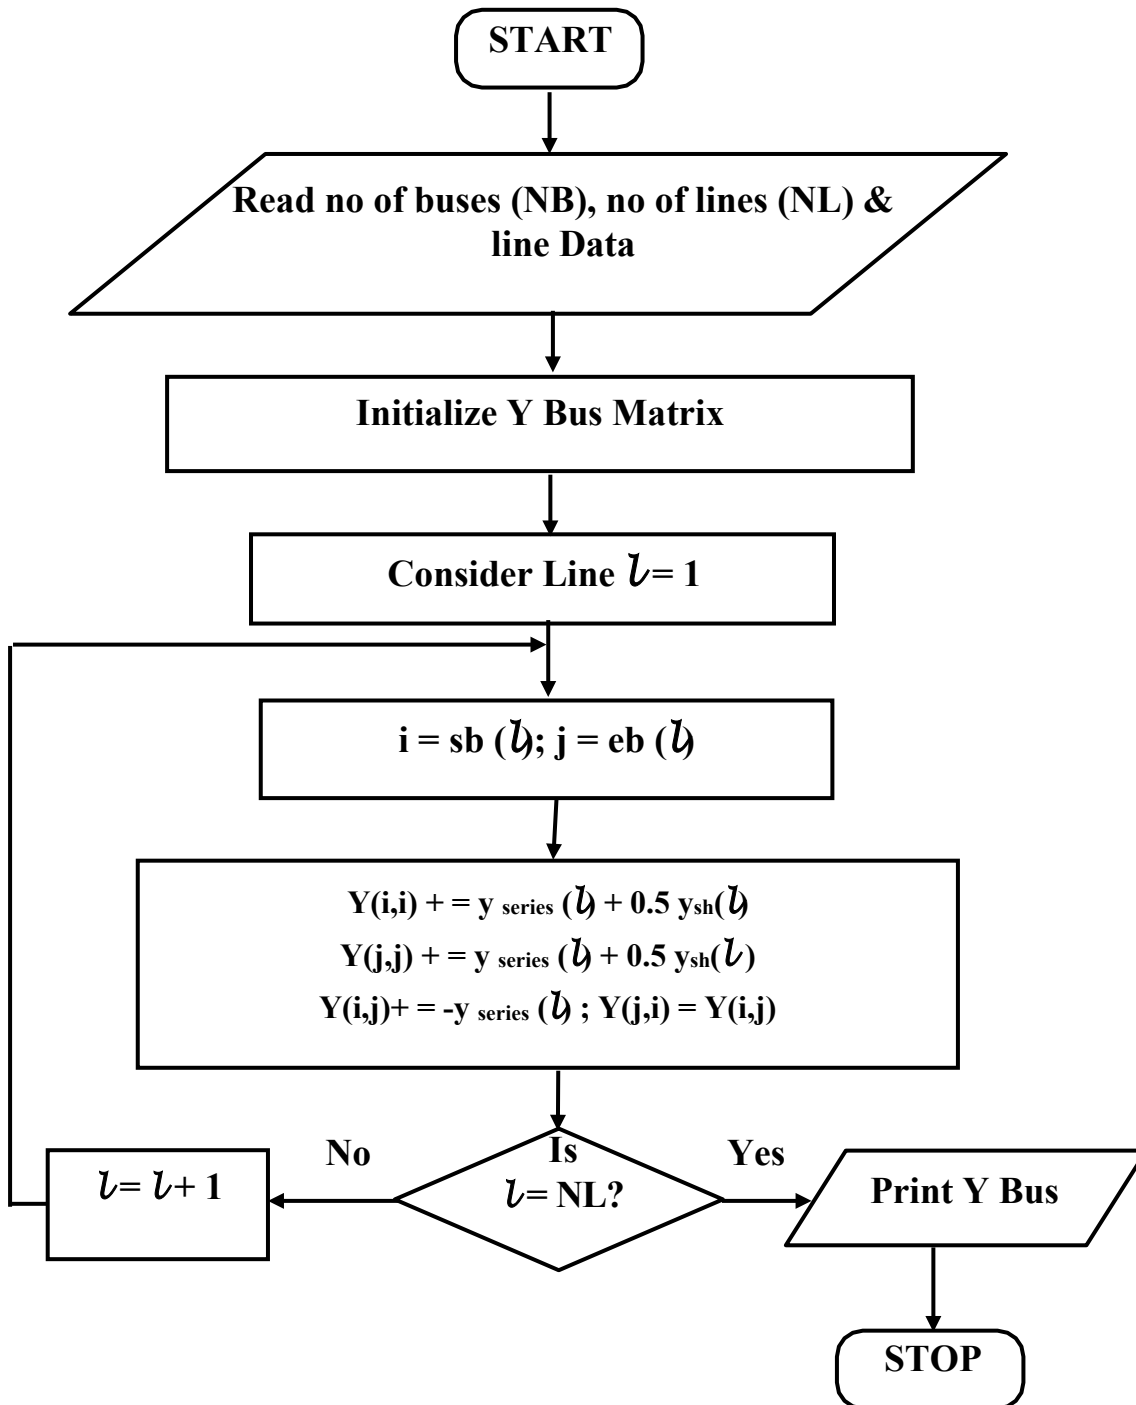 START
Read no of buses (NB), no of lines (NL) &
line Data
Initialize Y Bus Matrix
Consider Line l = 1
i = sb (l); j = eb (l)
Y(i,i) + = y series (l) + 0.5 ysh(l)
Y(j,j) + = y series (l) + 0.5 ysh(l)
Y(i,j)+ = -y series (l) ; Y(j,i) = Y(i,j)
No
Is
Yes
l = l + 1
l = NL?
Print Y Bus
STOP